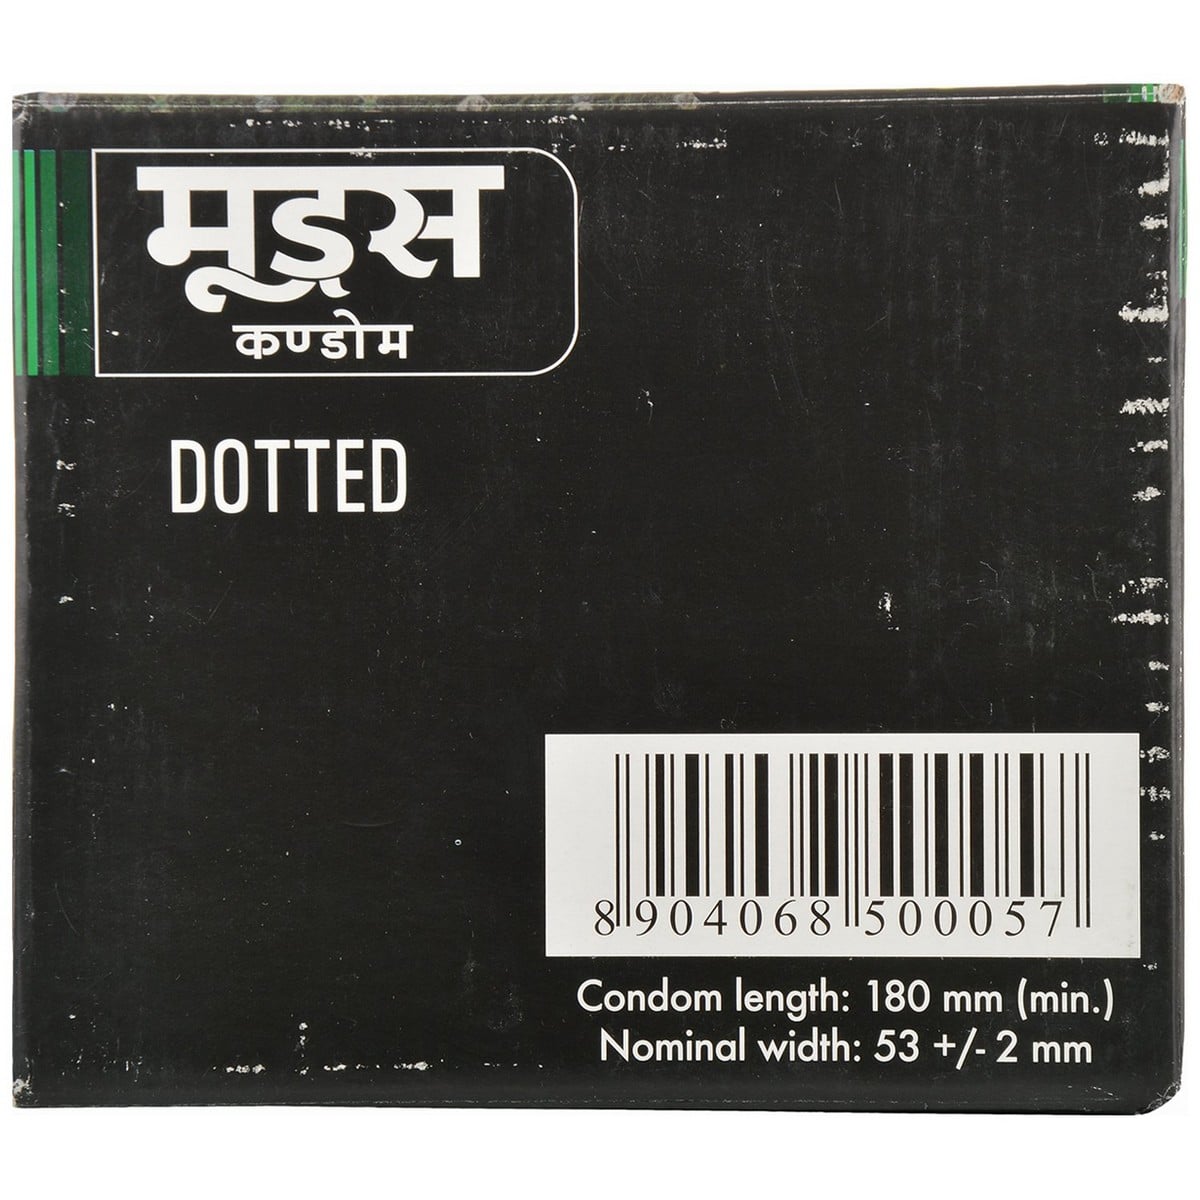 मूड्स
कण्डोम
DOTTED
8 904068 500057
Condom length: 180 mm (min.)
Nominal width: 53 +/- 2 mm